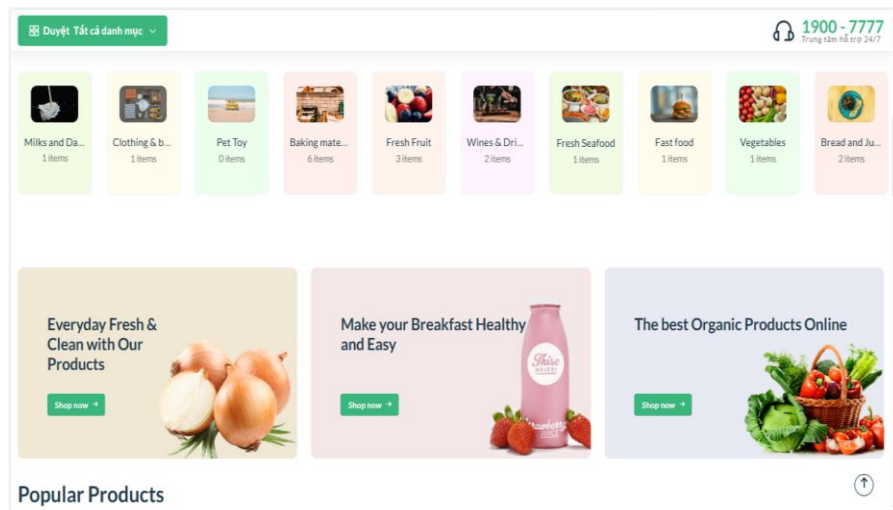 Duyệt Tất cả danh mục
1900 - 7777
Trung tâm hỗ trợ 24/7
Milks and Da...
1 items
Clothing & b...
1 items
Pet Toy
0 items
Baking mate...
6 items
Fresh Fruit
3 items
Wines & Dri...
2 items
Fresh Seafood
1 items
Fast food
1 items
Vegetables
1 items
Bread and Ju...
2 items
Everyday Fresh &
Clean with Our
Products
Shop now
Make your Breakfast Healthy
and Easy
Shop now
Thise
MEJERI
JUICE
The best Organic Products Online
Shop now
Popular Products